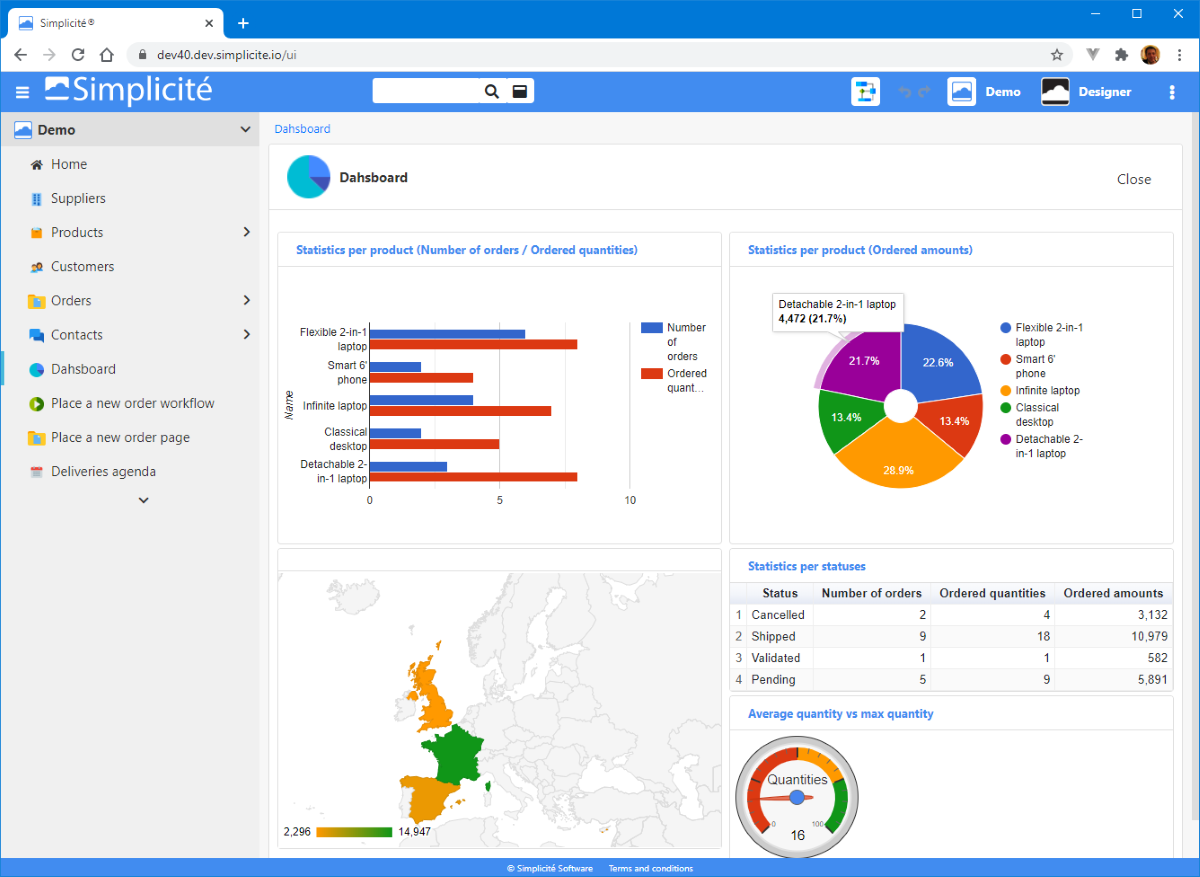 Simplicité®
dev40.dev.simplicite.io/ui
Simplicité
Demo
Designer
Demo
Home
Suppliers
Products
Customers
Orders
Contacts
Dahsboard
Place a new order workflow
Place a new order page
Deliveries agenda
Dahsboard
Dahsboard
Close
Statistics per product (Number of orders / Ordered quantities)
Name
Flexible 2-in-1
laptop
Smart 6'
phone
Infinite laptop
Classical
desktop
Detachable 2-
in-1 laptop
0 5 10
Number
of
orders
Ordered
quant...
Statistics per product (Ordered amounts)
Detachable 2-in-1 laptop
4,472 (21.7%)
21.7%
22.6%
13.4%
13.4%
28.9%
Flexible 2-in-1
laptop
Smart 6'
phone
Infinite laptop
Classical
desktop
Detachable 2-
in-1 laptop
2,296 14,947
Statistics per statuses
Status Number of orders Ordered quantities Ordered amounts
1 Cancelled 2 4 3,132
2 Shipped 9 18 10,979
3 Validated 1 1 582
4 Pending 5 9 5,891
Average quantity vs max quantity
Quantities
0 100
16
© Simplicité Software Terms and conditions